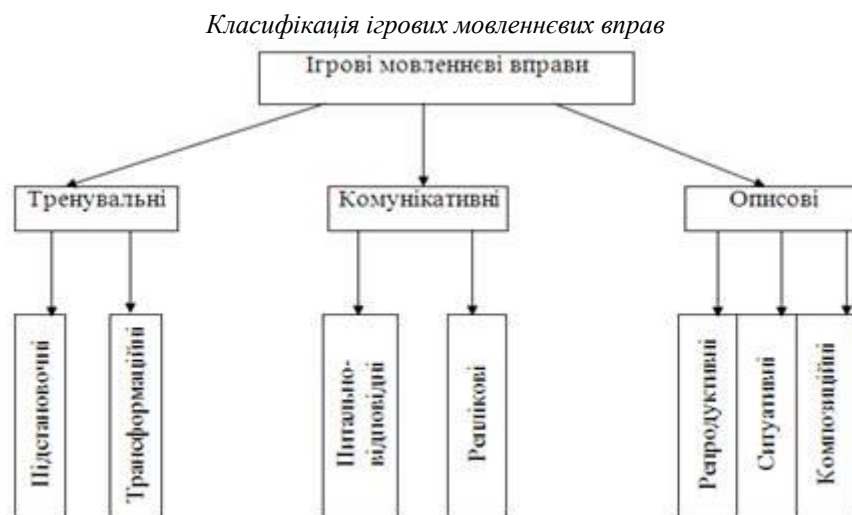 Класифікація ігрових мовленнєвих вправ
Ігрові мовленнєві вправи
Тренувальні
Комунікативні
Описові
Підстановочні
Трансформаційні
Питально-
відповідні
Реплікові
Репродуктивні
Ситуативні
Композиційні